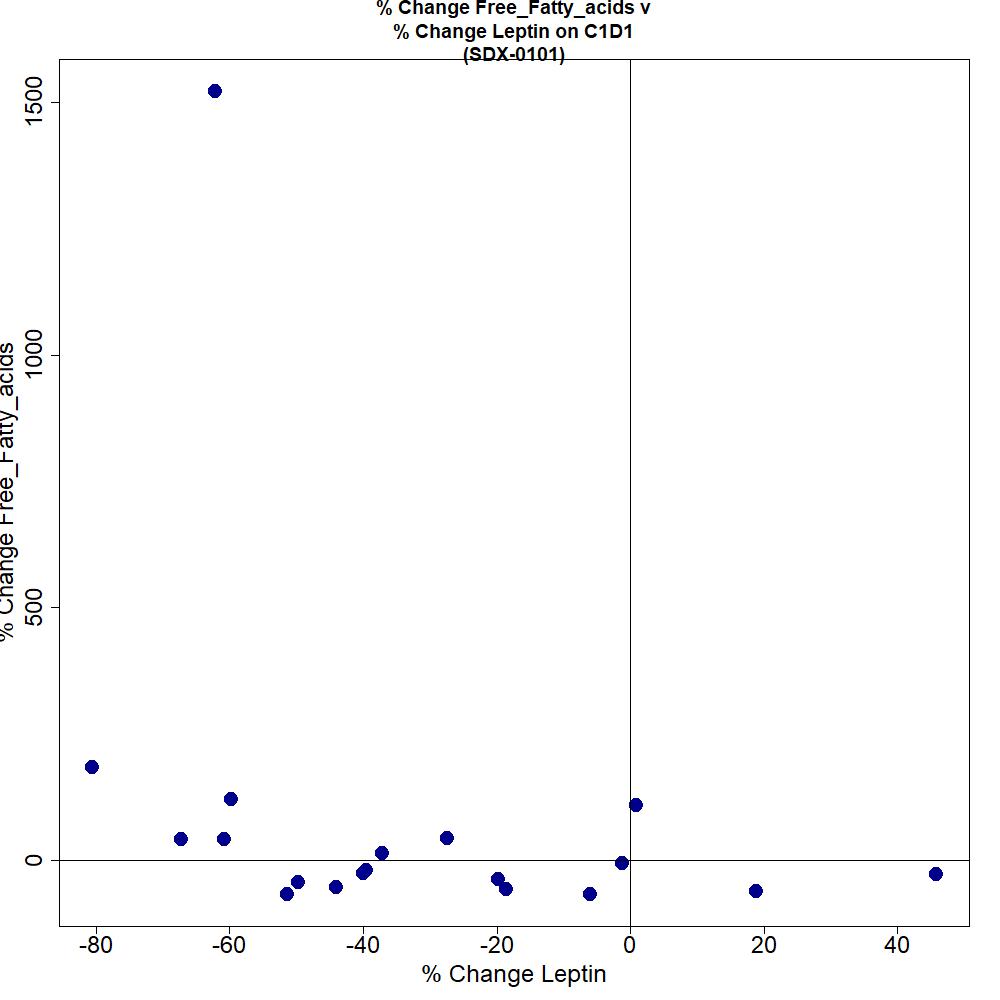 % Change Free_Fatty_acids v
% Change Leptin on C1D1
(SDX-0101)
% Change Free_Fatty_acids
1500
1000
500
0
-80 -60 -40 -20 0 20 40
% Change Leptin